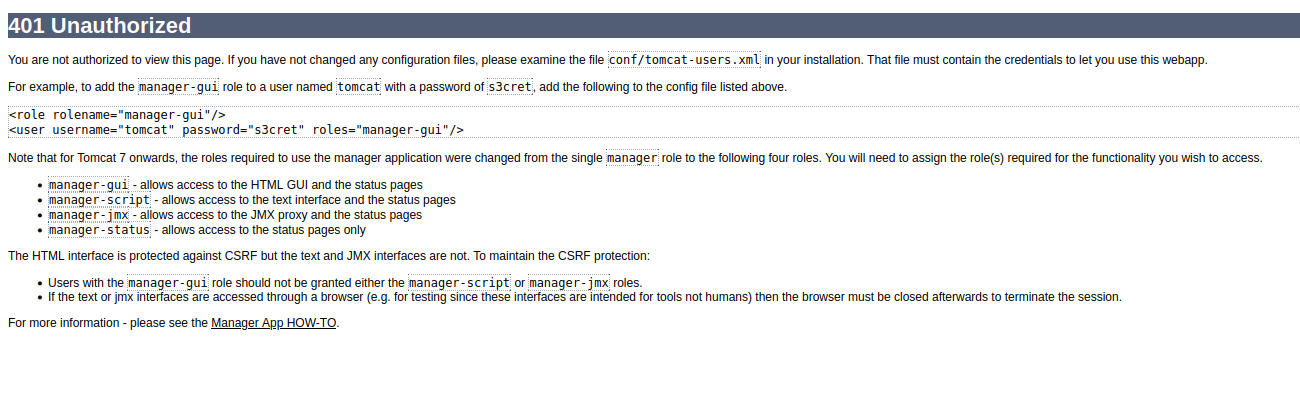 401 Unauthorized
You are not authorized to view this page. If you have not changed any configuration files, please examine the file conf/tomcat-users.xml in your installation. That file must contain the credentials to let you use this webapp.
For example, to add the manager-gui role to a user named tomcat with a password of s3cret, add the following to the config file listed above.
<role rolename="manager-gui"/>
<user username="tomcat" password="s3cret" roles="manager-gui"/>
Note that for Tomcat 7 onwards, the roles required to use the manager application were changed from the single manager role to the following four roles. You will need to assign the role(s) required for the functionality you wish to access.
• manager-gui - allows access to the HTML GUI and the status pages
• manager-script - allows access to the text interface and the status pages
• manager-jmx - allows access to the JMX proxy and the status pages
• manager-status - allows access to the status pages only
The HTML interface is protected against CSRF but the text and JMX interfaces are not. To maintain the CSRF protection:
• Users with the manager-gui role should not be granted either the manager-script or manager-jmx roles.
• If the text or jmx interfaces are accessed through a browser (e.g. for testing since these interfaces are intended for tools not humans) then the browser must be closed afterwards to terminate the session.
For more information - please see the Manager App HOW-TO.